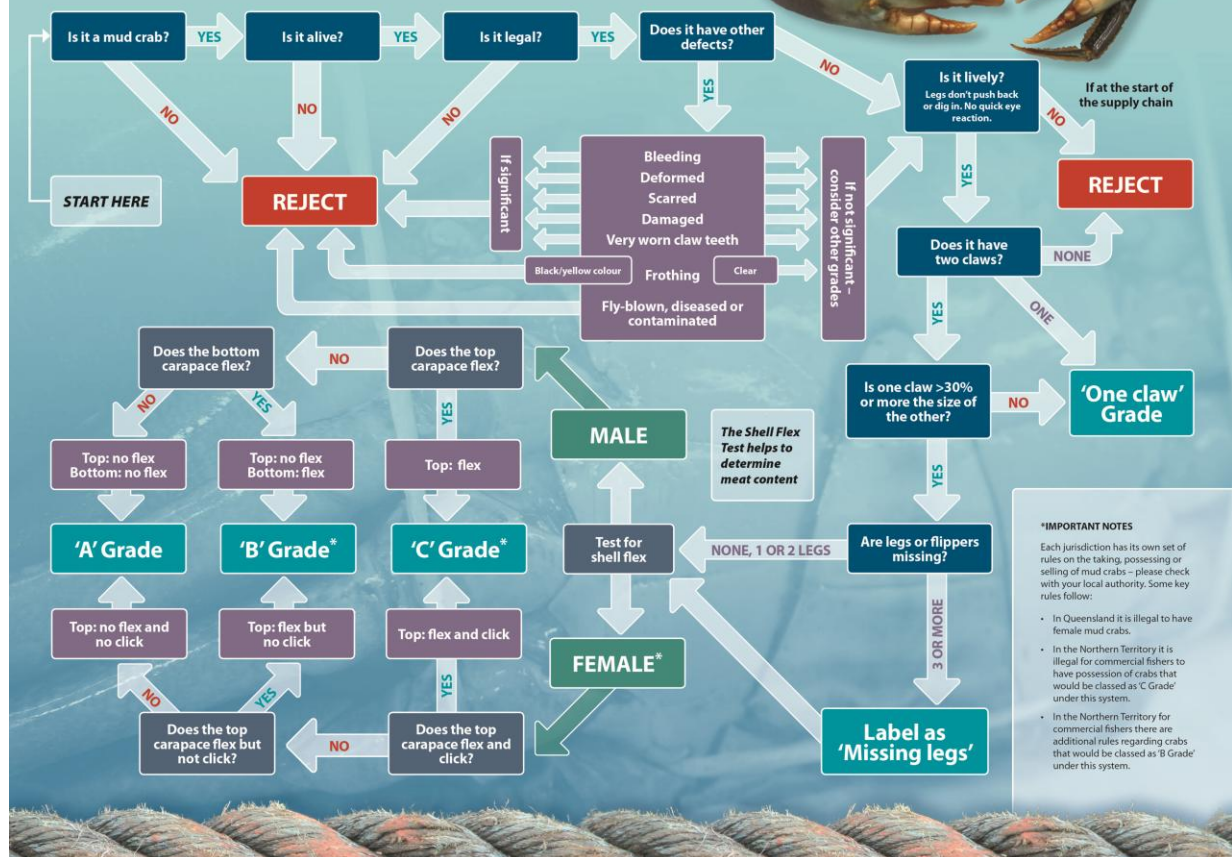 Is it a mud crab?
YES
Is it alive?
YES
Is it legal?
YES
Does it have other
defects?
NO
NO
NO
YES
NO
Is it lively?
Legs don't push back
or dig in. No quick eye
reaction.
NO
If at the start of
the supply chain
START HERE
REJECT
If significant
Bleeding
Deformed
Scarred
Damaged
Very worn claw teeth
Black/yellow colour
Frothing
Clear
Fly-blown, diseased or
contaminated
If not significant –
consider other grades
YES
REJECT
Does it have
two claws?
NONE
YES
ONE
Does the bottom
carapace flex?
NO
Does the top
carapace flex?
NO
YES
YES
MALE
The Shell Flex
Test helps to
determine
meat content
Is one claw >30%
or more the size of
the other?
NO
'One claw'
Grade
YES
Top: no flex
Bottom: no flex
Top: no flex
Bottom: flex
Top: flex
'A' Grade
'B' Grade*
'C' Grade*
Test for
shell flex
NONE, 1 OR 2 LEGS
Are legs or flippers
missing?
3 OR MORE
Top: no flex and
no click
Top: flex but
no click
Top: flex and click
FEMALE*
NO
YES
YES
Does the top
carapace flex but
not click?
NO
Does the top
carapace flex and
click?
Label as
'Missing legs'
*IMPORTANT NOTES
Each jurisdiction has its own set of
rules on the taking, possessing or
selling of mud crabs – please check
with your local authority. Some key
rules follow:
• In Queensland it is illegal to have
female mud crabs.
• In the Northern Territory it is
illegal for commercial fishers to
have possession of crabs that
would be classed as 'C Grade'
under this system.
• In the Northern Territory for
commercial fishers there are
additional rules regarding crabs
that would be classed as 'B Grade'
under this system.